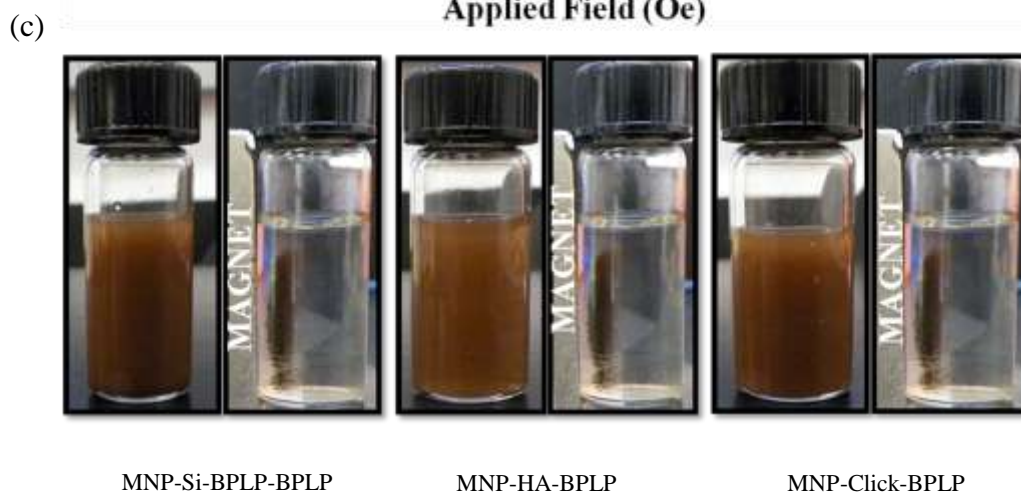 Applied Field (Oe)
(c)
MAGNET
MAGNET
MAGNET
MNP-Si-BPLP-BPLP
MNP-HA-BPLP
MNP-Click-BPLP